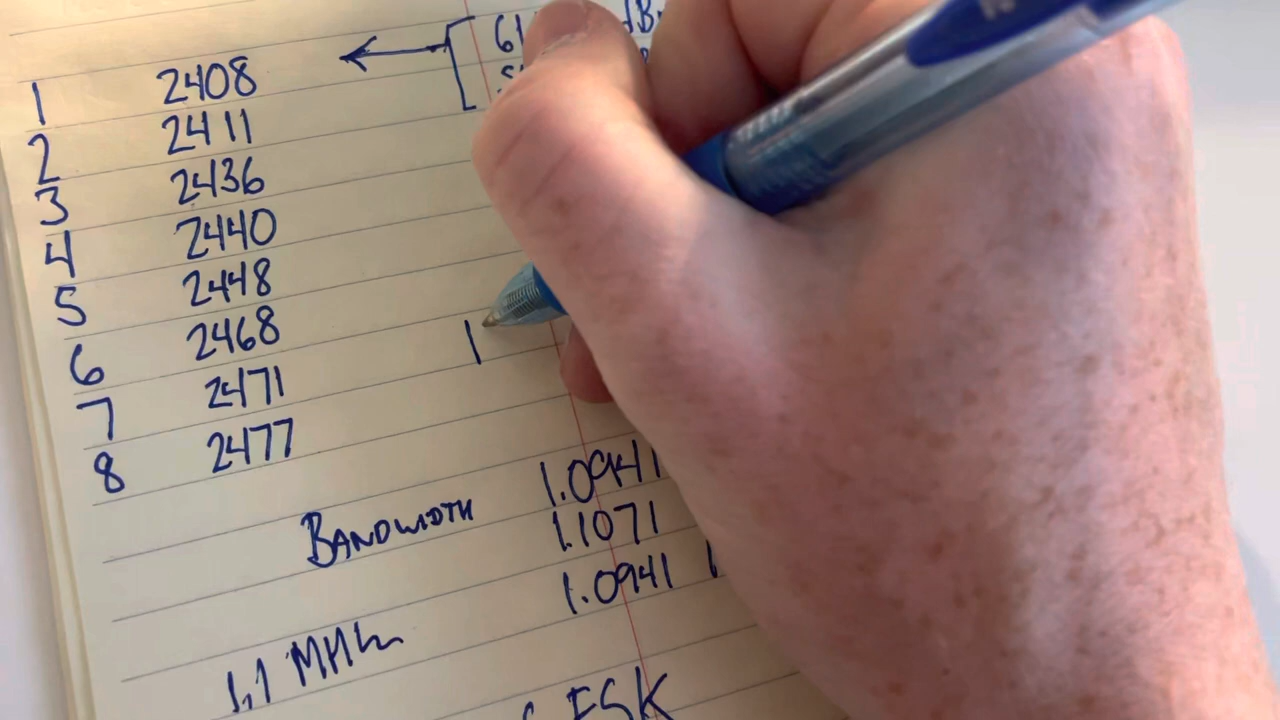 1 2408 61
2 2411
3 2436
4 2440
5 2448
6 2468 1
7 2471
8 2477
BANDWIDTH 1.0941
1.1071
1.0941
1.1 MHz
FSK